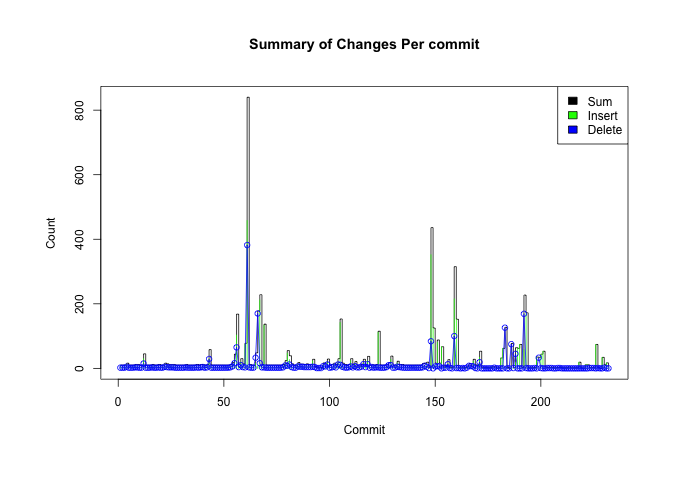 Summary of Changes Per commit
Sum
Insert
Delete
800
600
400
200
0
Count
0 50 100 150 200
Commit